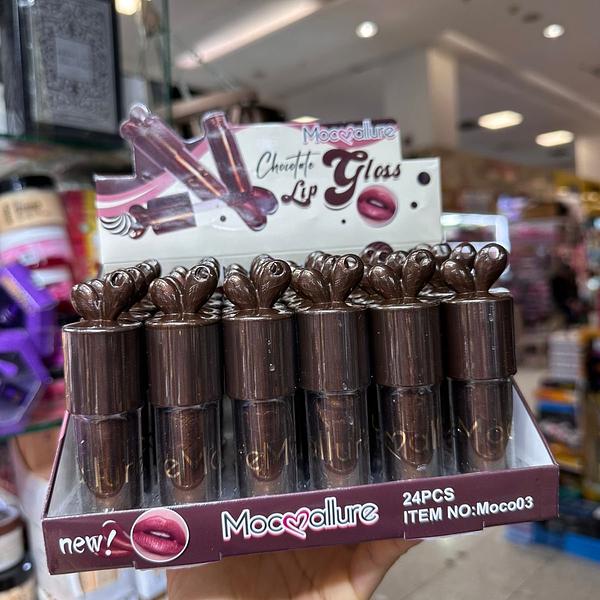 Mocallure
Chocolate
Lip Gloss
new!
Mocallure
24PCS
ITEM NO:Moco03